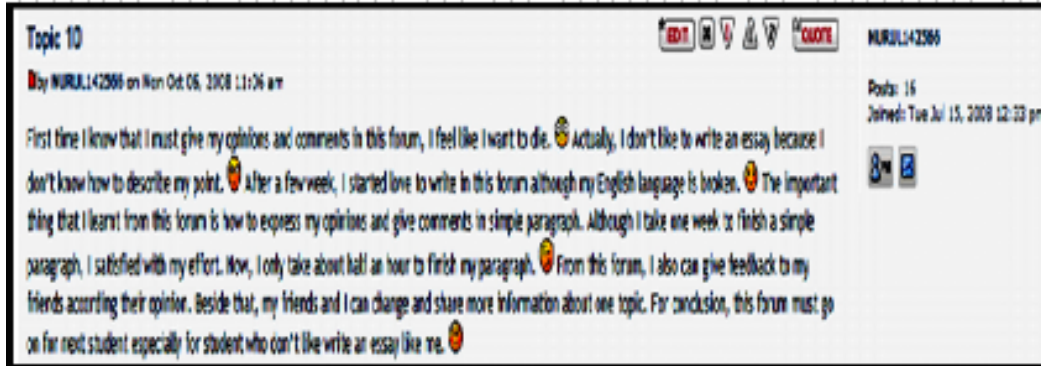 Topic 10
EDIT QUOTE
by NURUL142566 on Mon Oct 06, 2008 11:06 am
First time I know that I must give my opinions and comments in this forum, I feel like I want to die. Actually, I don't like to write an essay because I
don't know how to describe my point. After a few week, I started love to write in this forum although my English language is broken. The important
thing that I learnt from this forum is how to express my opinions and give comments in simple paragraph. Although I take one week to finish a simple
paragraph, I satisfied with my effort. Now, I only take about half an hour to finish my paragraph. From this forum, I also can give feedback to my
friends according their opinion. Beside that, my friends and I can change and share more information about one topic. For conclusion, this forum must go
on for next student especially for student who don't like write an essay like me.
NURUL142566
Posts: 16
Joined: Tue Jul 15, 2008 12:33 pm